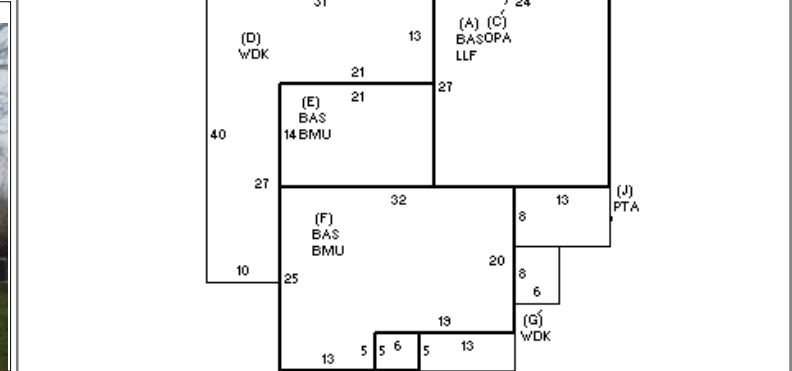 31
24
(A) (C)
(D)
13
BASOPA
WDK
LLF
21
27
21
(E)
BAS
40
14 BMU
27
(J)
32
13
PTA
(F)
8
BAS
BMU
20
10
25
8
6
19
(G)
WDK
13
5
5
6
5
13